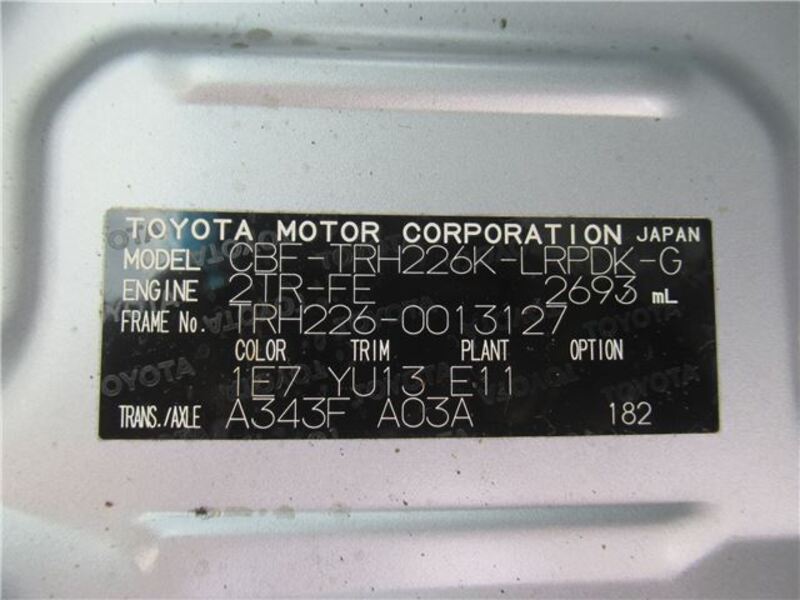 TOYOTA MOTOR CORPORATION JAPAN
MODEL CBF-TRH226K-LRPDK-G
ENGINE 2TR-FE 2693 mL
FRAME No. TRH226-0013127
COLOR TRIM PLANT OPTION
1E7 YU13 E11
TRANS./AXLE A343F A03A 182